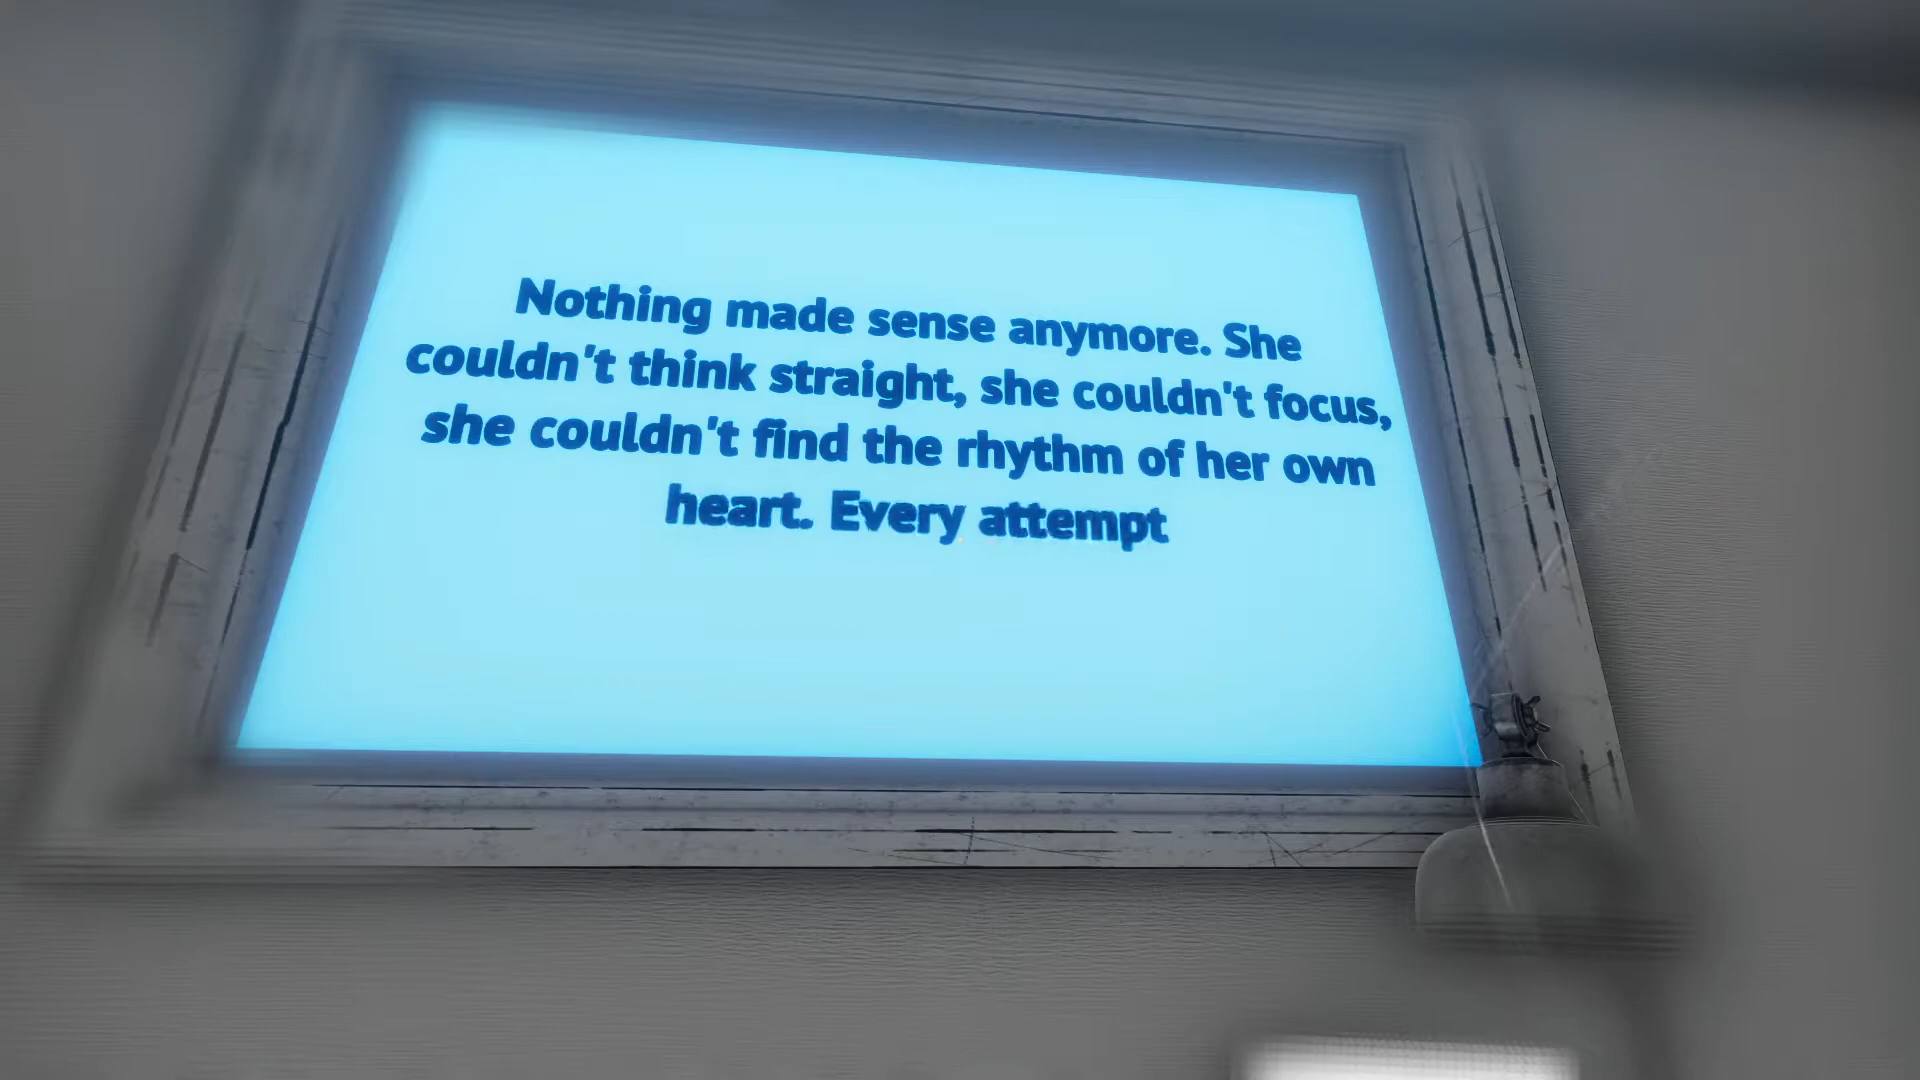 Nothing made sense anymore. She
couldn't think straight, she couldn't focus,
she couldn't find the rhythm of her own
heart. Every attempt